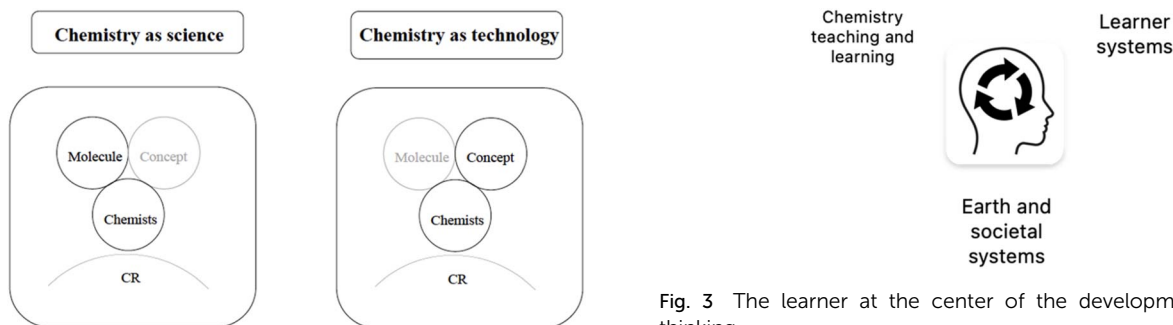 Chemistry as science
Chemistry as technology
Molecule
Concept
Chemists
CR
Molecule
Concept
Chemists
CR
Chemistry
teaching and
learning
Learner
systems
Earth and
societal
systems
Fig. 3 The learner at the center of the developm